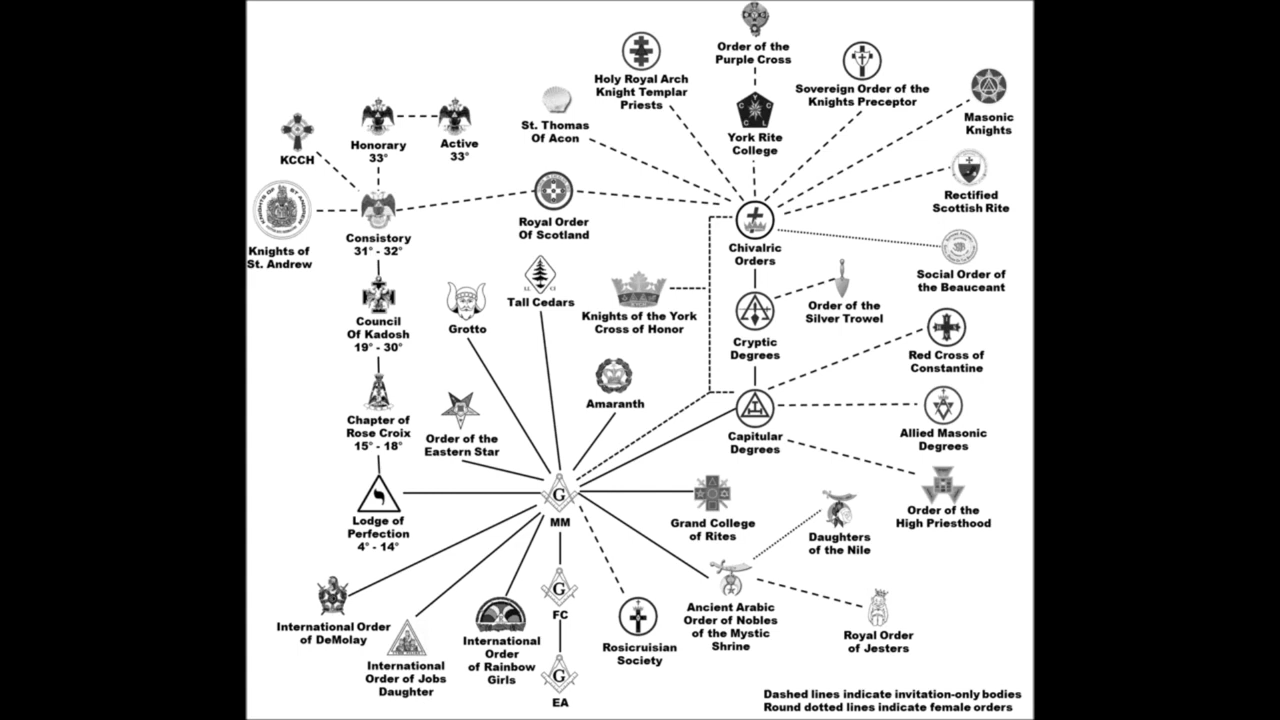 Order of the
Purple Cross
Holy Royal Arch
Knight Templar
Priests
Sovereign Order of the
Knights Preceptor
Masonic
Knights
St. Thomas
Of Acon
V
C
C
C
L
York Rite
College
KCCH
Honorary
33°
Active
33°
Rectified
Scottish Rite
KNIGHTS OF ST ANDREW
Knights of
St. Andrew
Consistory
31° - 32°
Royal Order
Of Scotland
Chivalric
Orders
Social Order of
the Beauceant
LL
CI
Tall Cedars
Grotto
Knights of the York
Cross of Honor
Order of the
Silver Trowel
Council
Of Kadosh
19° - 30°
Cryptic
Degrees
Red Cross of
Constantine
Amaranth
Chapter of
Rose Croix
15° - 18°
Order of the
Eastern Star
Capitular
Degrees
Allied Masonic
Degrees
Lodge of
Perfection
4° - 14°
G
MM
Grand College
of Rites
Daughters
of the Nile
Order of the
High Priesthood
International Order
of DeMolay
International
Order of Jobs
Daughter
International
Order
of Rainbow
Girls
G
FC
Rosicruisian
Society
Ancient Arabic
Order of Nobles
of the Mystic
Shrine
Royal Order
of Jesters
G
EA
Dashed lines indicate invitation-only bodies
Round dotted lines indicate female orders